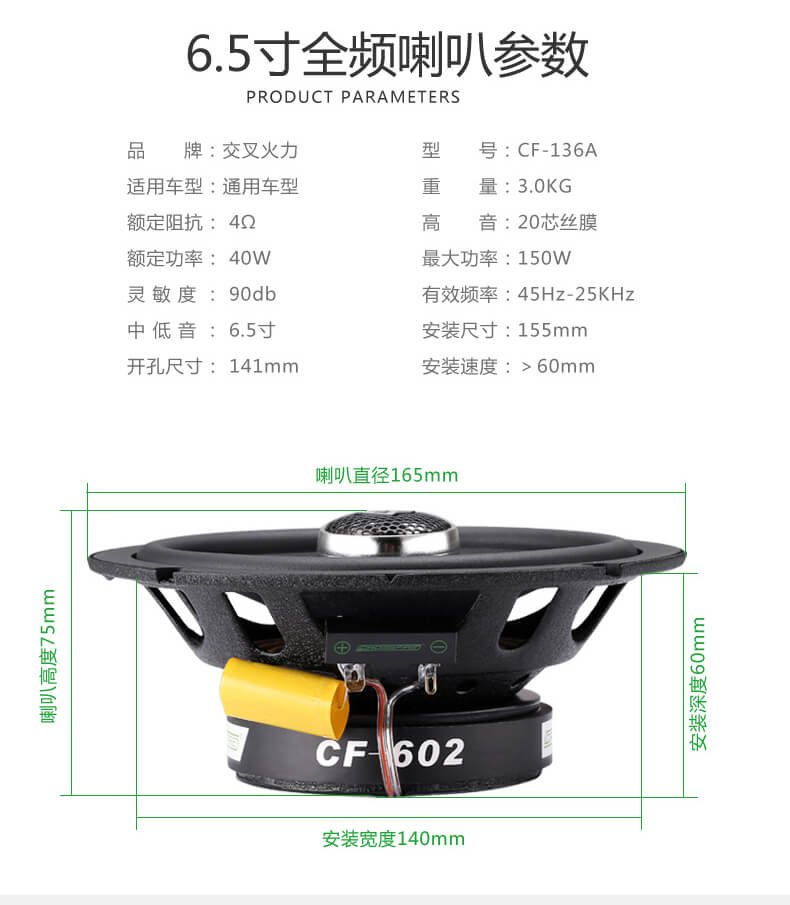 6.5寸全频喇叭参数
PRODUCT PARAMETERS
品 牌：交叉火力
型 号：CF-136A
适用车型：通用车型
重 量：3.0KG
额定阻抗： 4Ω
高 音：20芯丝膜
额定功率： 40W
最大功率：150W
灵 敏 度 ： 90db
有效频率：45Hz-25KHz
中 低 音 ： 6.5寸
安装尺寸：155mm
开孔尺寸： 141mm
安装速度：＞60mm
喇叭直径165mm
喇叭高度75mm
安装深度60mm
CF-602
安装宽度140mm